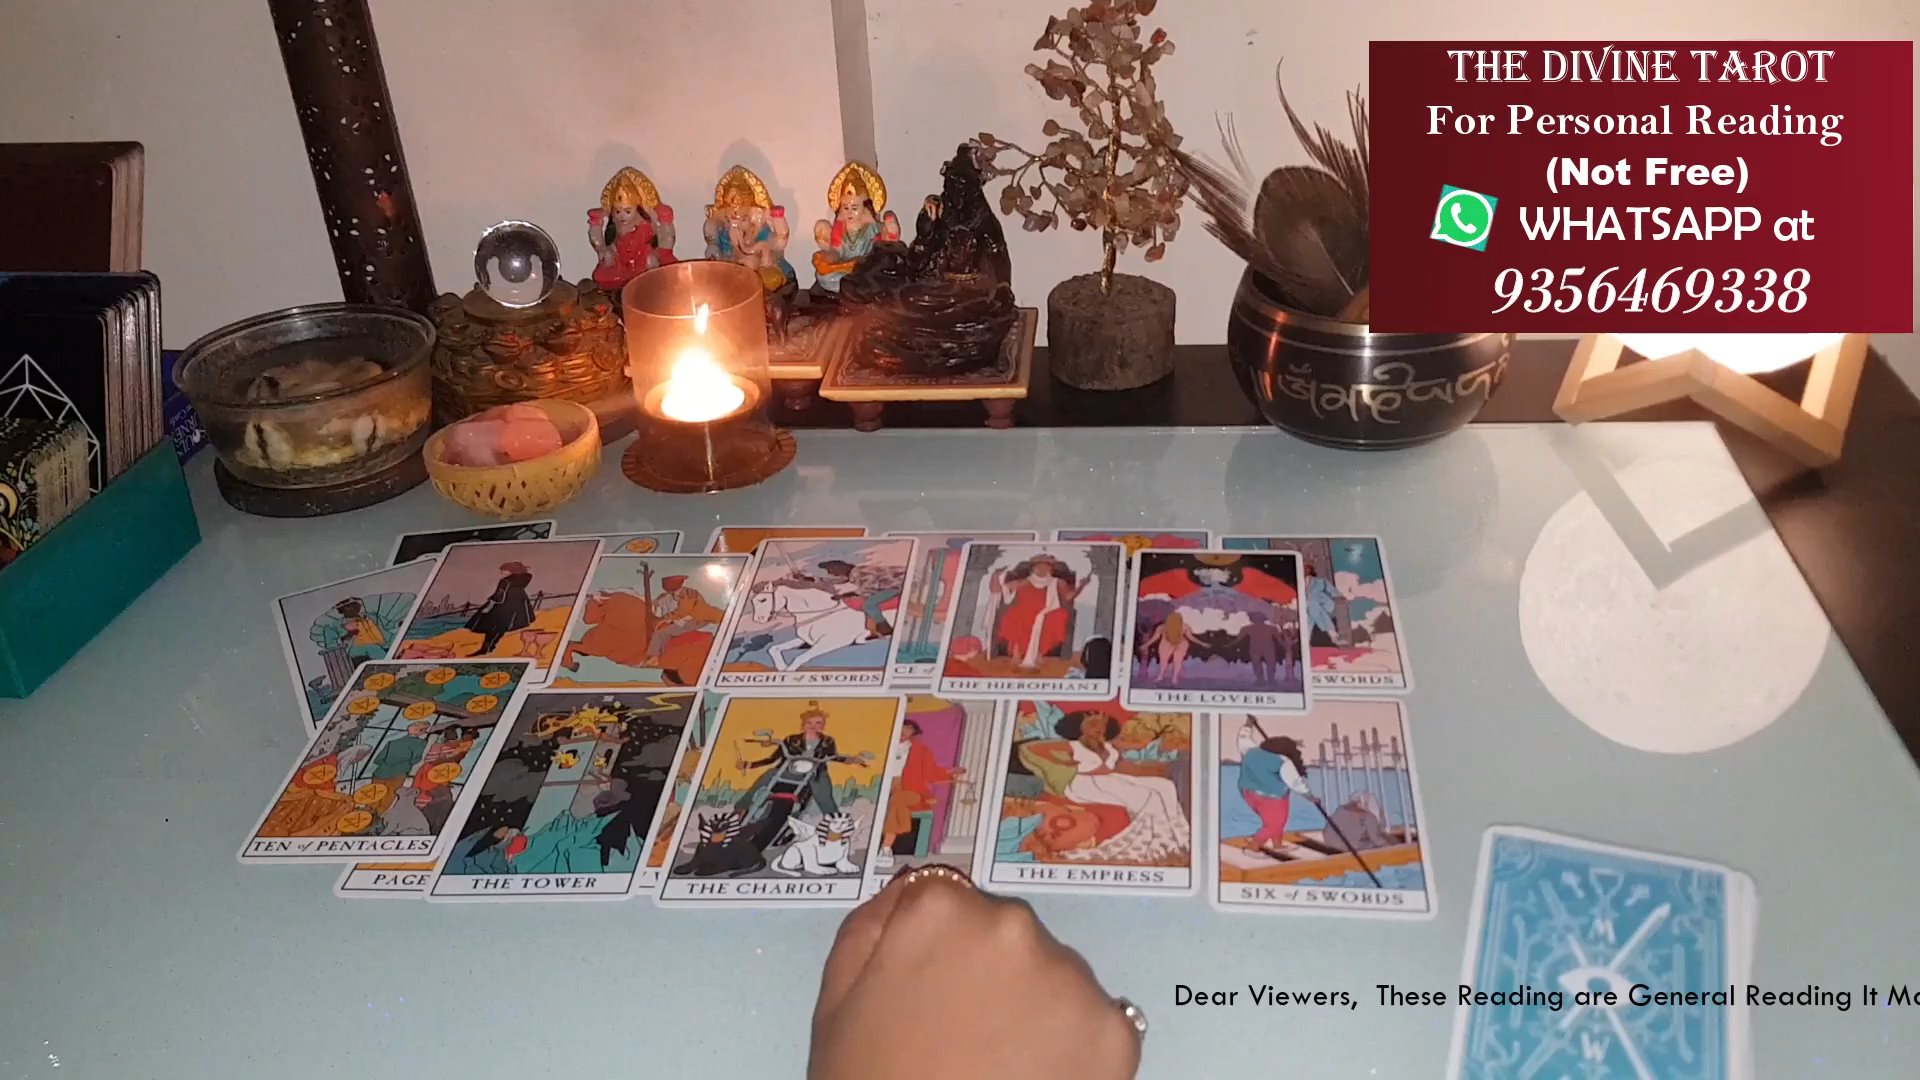 THE DIVINE TAROT
For Personal Reading
(Not Free)
WHATSAPP at
9356469338
KNIGHT of SWORDS
THE HIEROPHANT
THE LOVERS
SWORDS
TEN of PENTACLES
PAGE
THE TOWER
THE CHARIOT
THE EMPRESS
SIX of SWORDS
Dear Viewers, These Reading are General Reading It